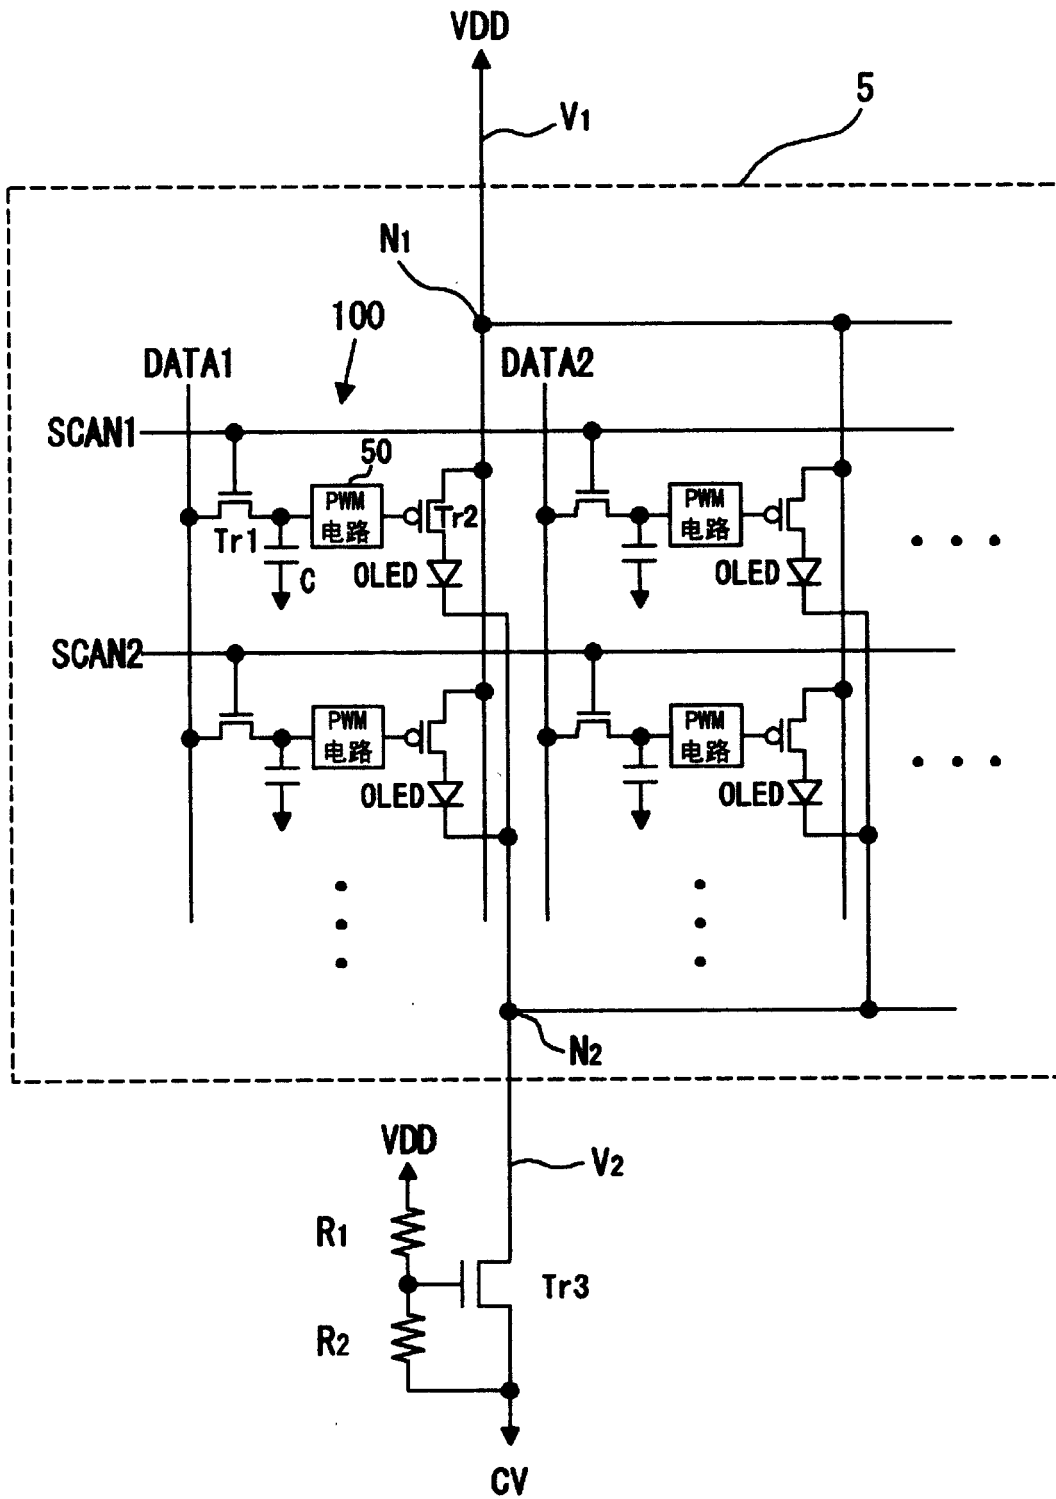 VDD
5
V1
N1
100
DATA1
DATA2
SCAN1
50
PWM
电路
Tr2
PWM
电路
Tr1
C
OLED
OLED
SCAN2
PWM
电路
PWM
电路
OLED
OLED
N2
VDD
V2
R1
Tr3
R2
CV